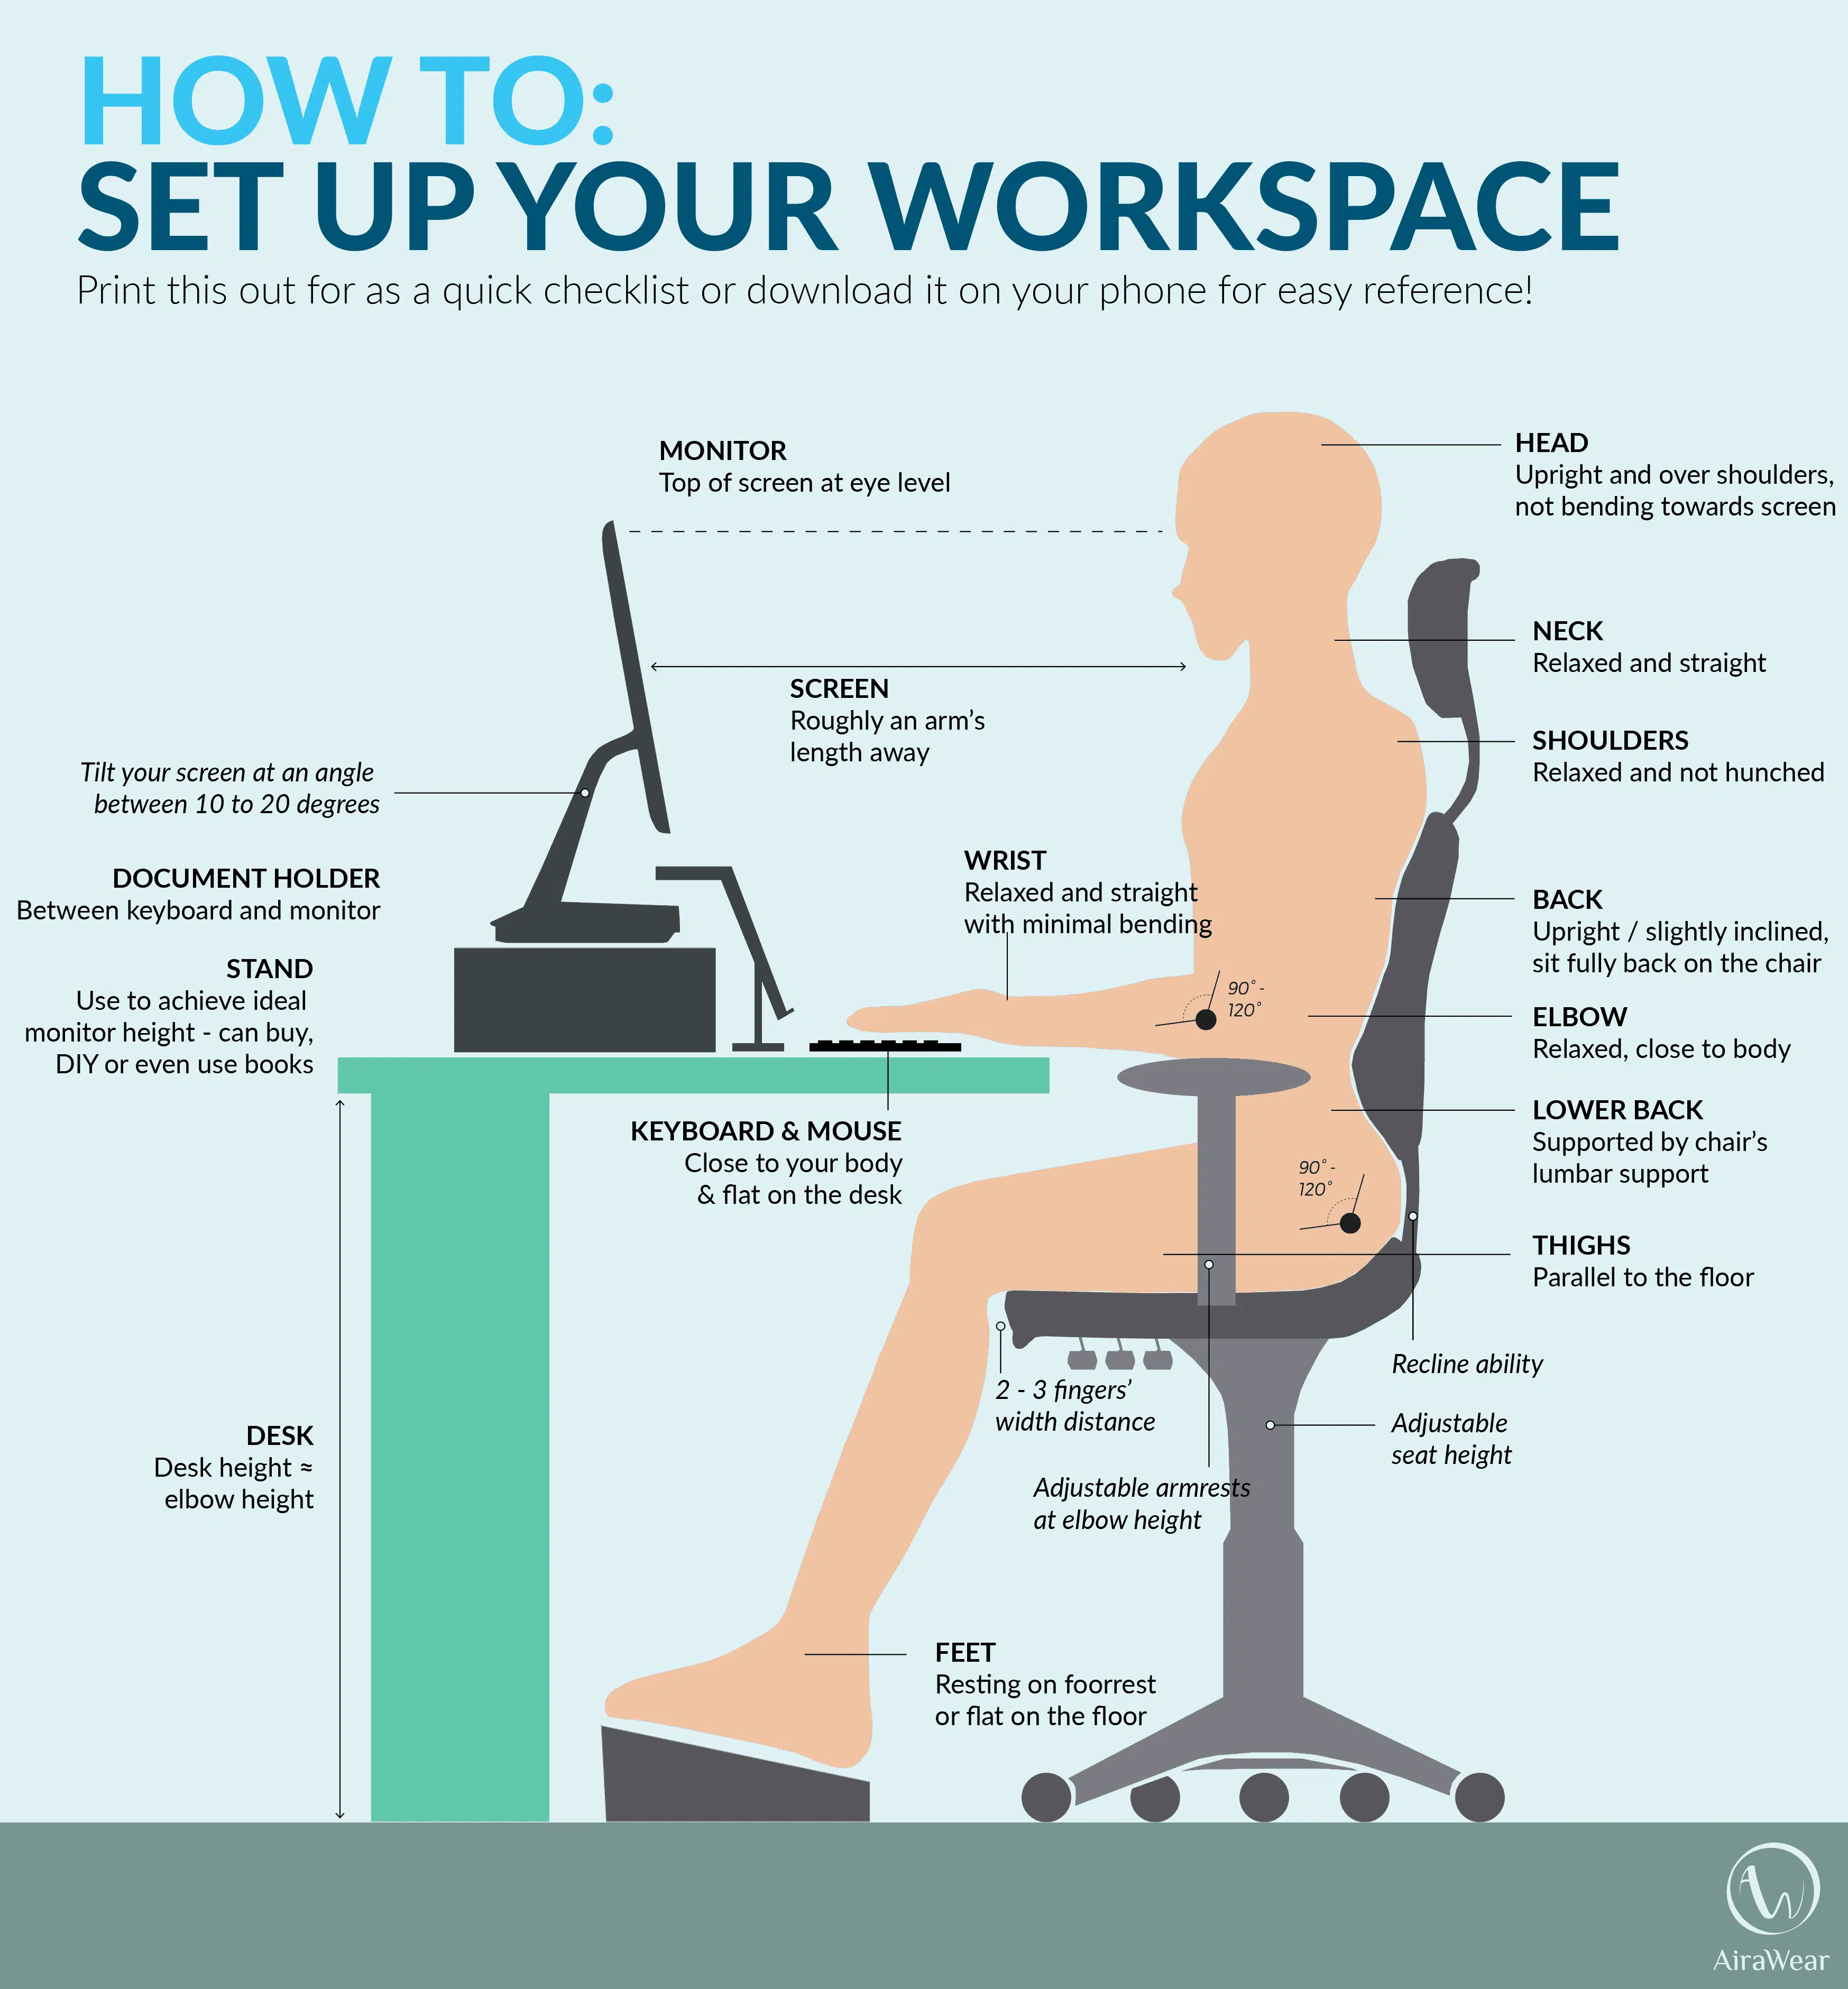 HOW TO:
SET UP YOUR WORKSPACE
Print this out for as a quick checklist or download it on your phone for easy reference!
MONITOR
Top of screen at eye level
HEAD
Upright and over shoulders,
not bending towards screen
NECK
Relaxed and straight
SCREEN
Roughly an arm's
length away
SHOULDERS
Relaxed and not hunched
Tilt your screen at an angle
between 10 to 20 degrees
DOCUMENT HOLDER
Between keyboard and monitor
WRIST
Relaxed and straight
with minimal bending
BACK
Upright / slightly inclined,
sit fully back on the chair
STAND
Use to achieve ideal
monitor height - can buy,
DIY or even use books
90° -
120°
ELBOW
Relaxed, close to body
KEYBOARD & MOUSE
Close to your body
& flat on the desk
LOWER BACK
Supported by chair's
lumbar support
90° -
120°
THIGHS
Parallel to the floor
Recline ability
2 - 3 fingers'
width distance
Adjustable
seat height
DESK
Desk height ≈
elbow height
Adjustable armrests
at elbow height
FEET
Resting on foorrest
or flat on the floor
AW
AiraWear